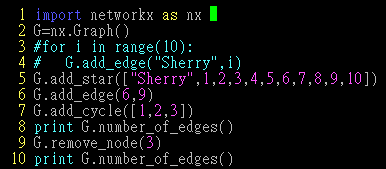 1 import networkx as nx
2 G=nx.Graph()
3 #for i in range(10):
4 #   G.add_edge("Sherry",i)
5 G.add_star(["Sherry",1,2,3,4,5,6,7,8,9,10])
6 G.add_edge(6,9)
7 G.add_cycle([1,2,3])
8 print G.number_of_edges()
9 G.remove_node(3)
10 print G.number_of_edges()